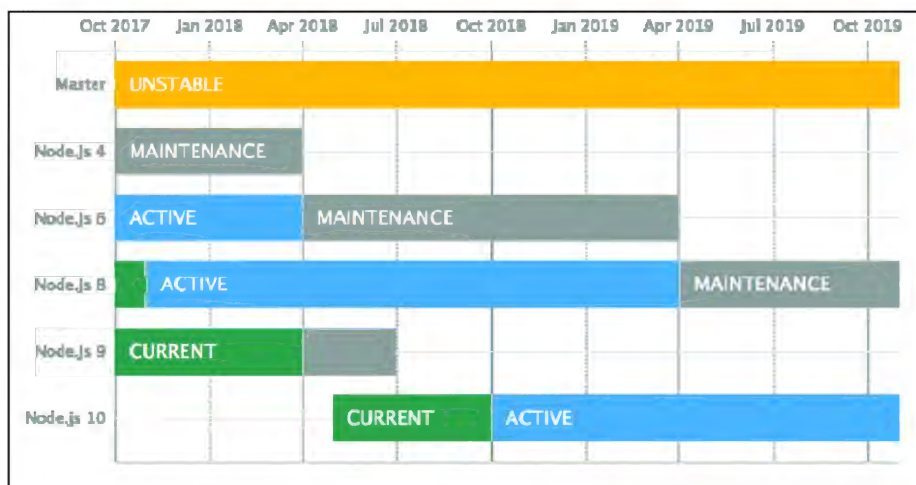 Oct 2017 Jan 2018 Apr 2018 Jul 2018 Oct 2018 Jan 2019 Apr 2019 Jul 2019 Oct 2019
Master UNSTABLE
Node.js 4 MAINTENANCE
Node.js 6 ACTIVE MAINTENANCE
Node.js 8 ACTIVE MAINTENANCE
Node.js 9 CURRENT
Node.js 10 CURRENT ACTIVE